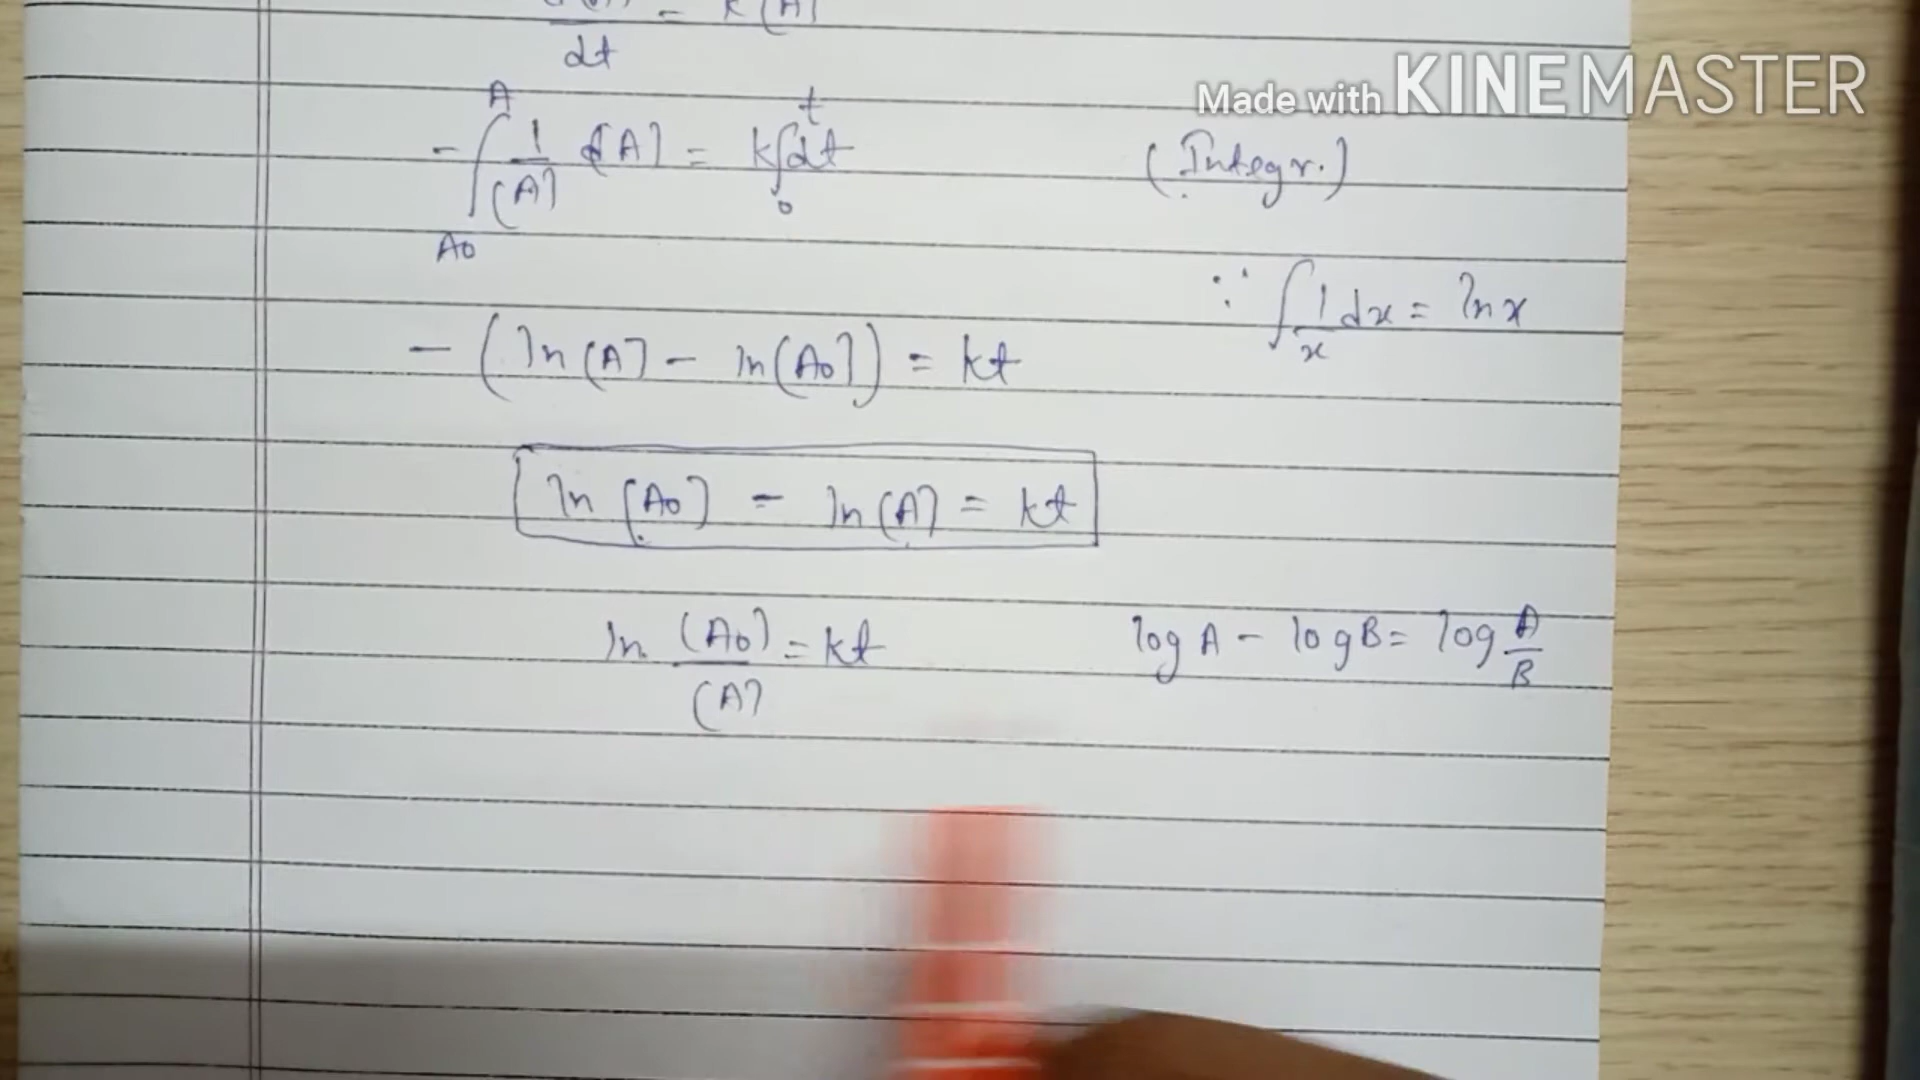 dt = k[A]
Made with KINEMASTER
-∫ A A0 1/[A] d[A] = k∫ t 0 dt (Integr.)
∵ ∫ 1/x dx = ln x
- (ln [A] - ln [A0]) = kt
ln [A0] - ln [A] = kt
ln [A0]/[A] = kt log A - log B = log A/B